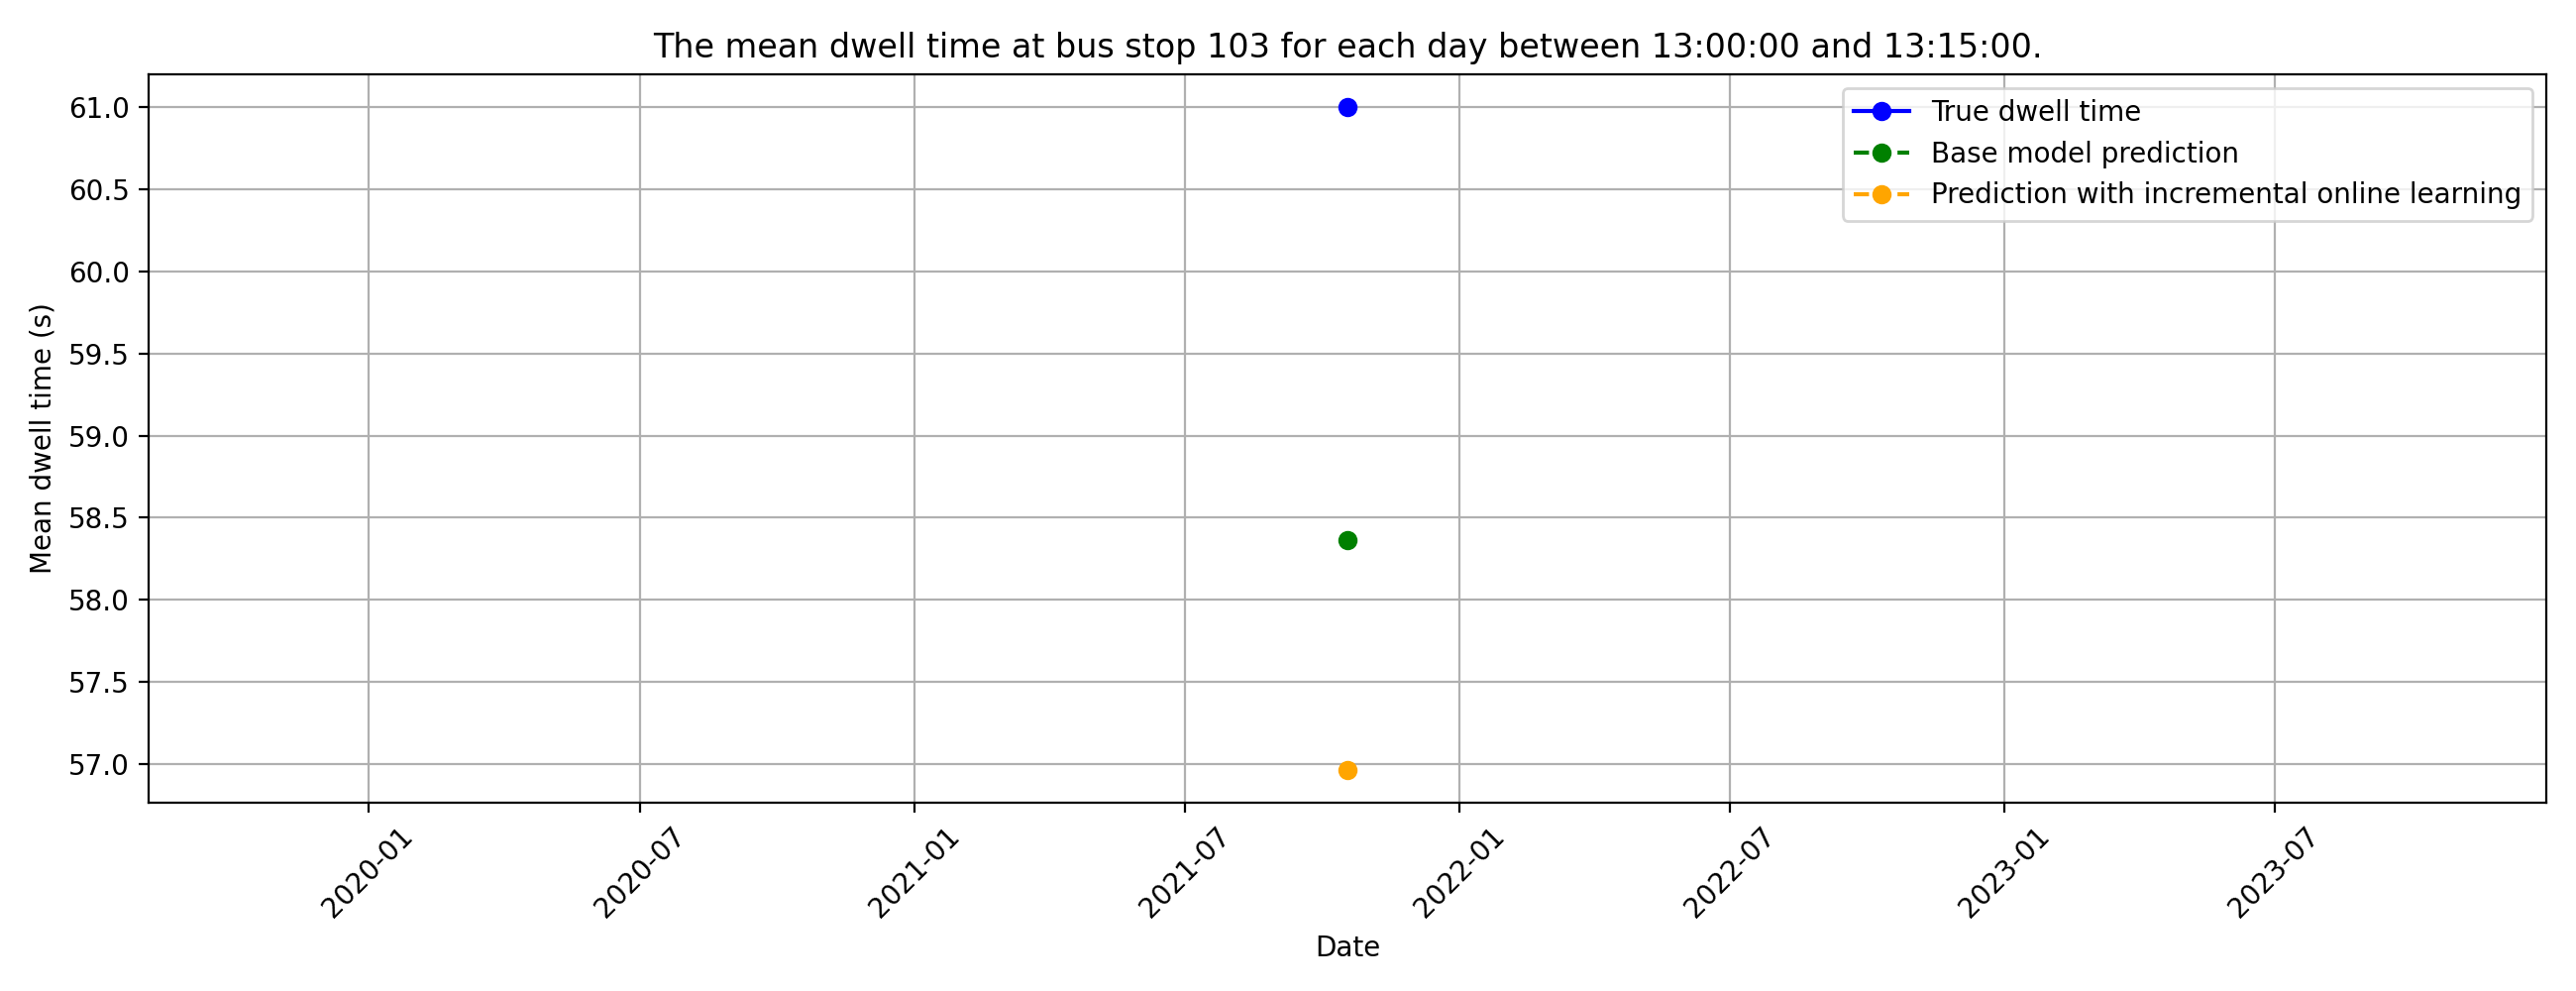 The mean dwell time at bus stop 103 for each day between 13:00:00 and 13:15:00.
True dwell time
Base model prediction
Prediction with incremental online learning
Mean dwell time (s)
61.0
60.5
60.0
59.5
59.0
58.5
58.0
57.5
57.0
2020-01
2020-07
2021-01
2021-07
2022-01
2022-07
2023-01
2023-07
Date